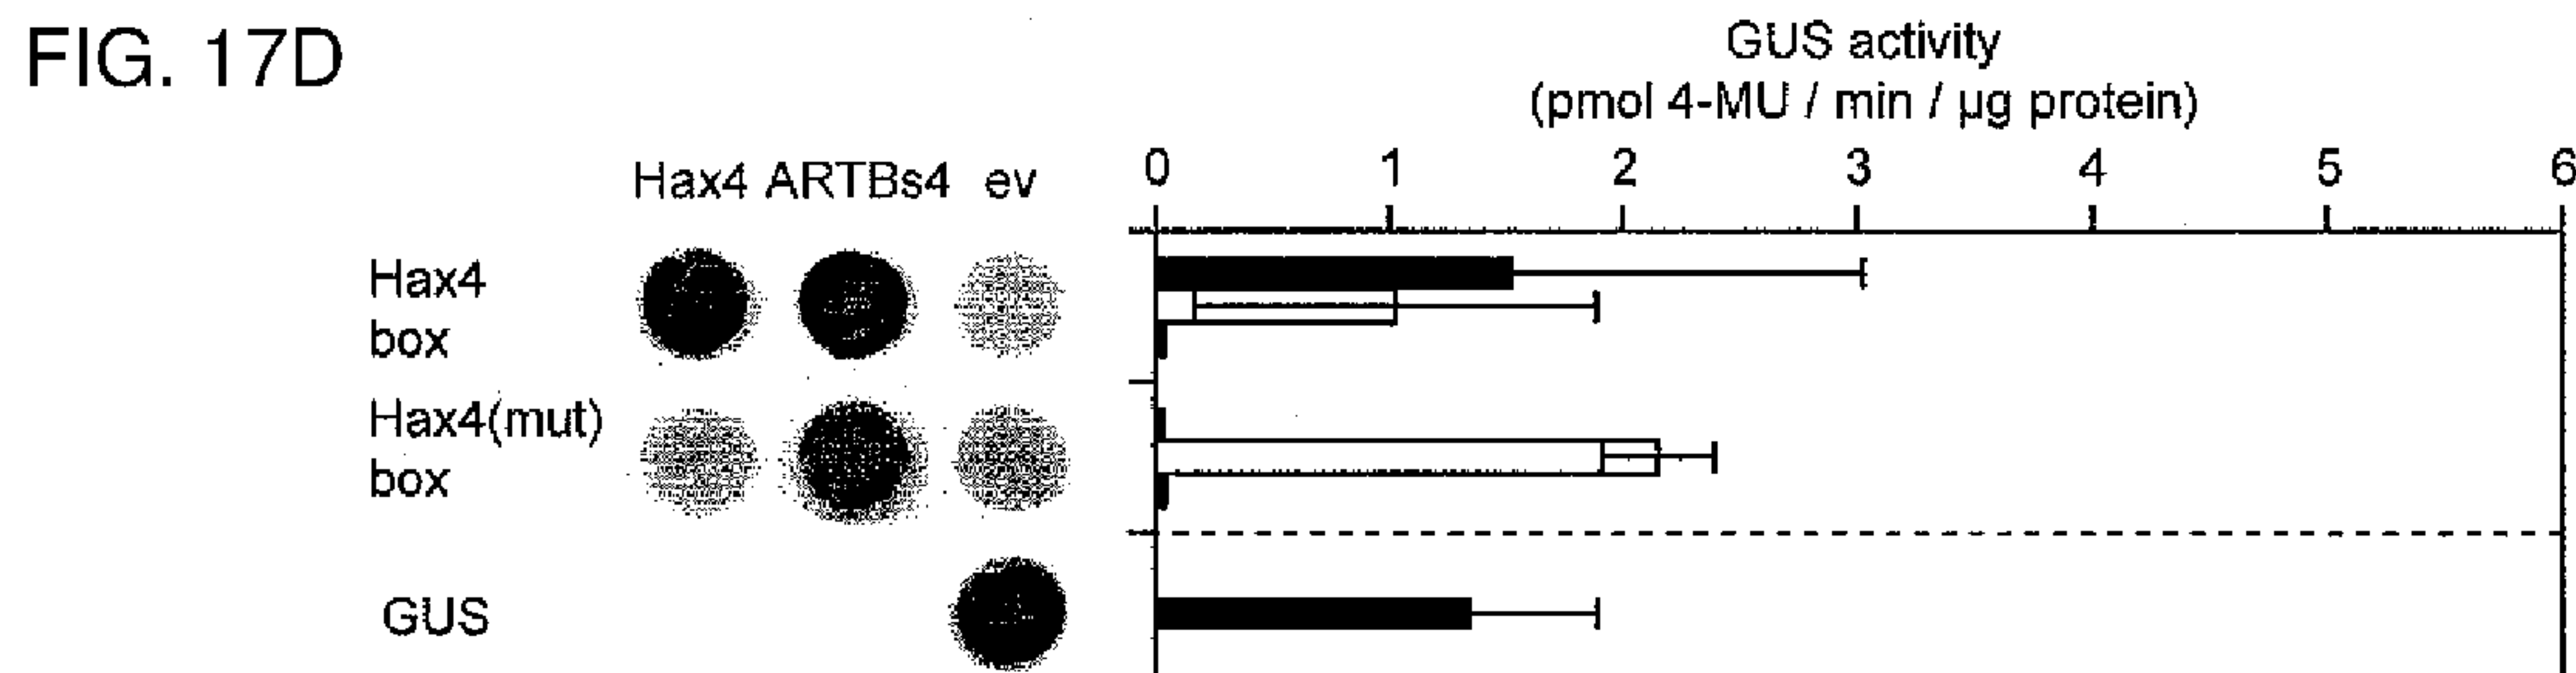 FIG. 17D
GUS activity
(pmol 4-MU / min / µg protein)
Hax4 ARTBs4 ev
0 1 2 3 4 5 6
Hax4
box
Hax4(mut)
box
GUS